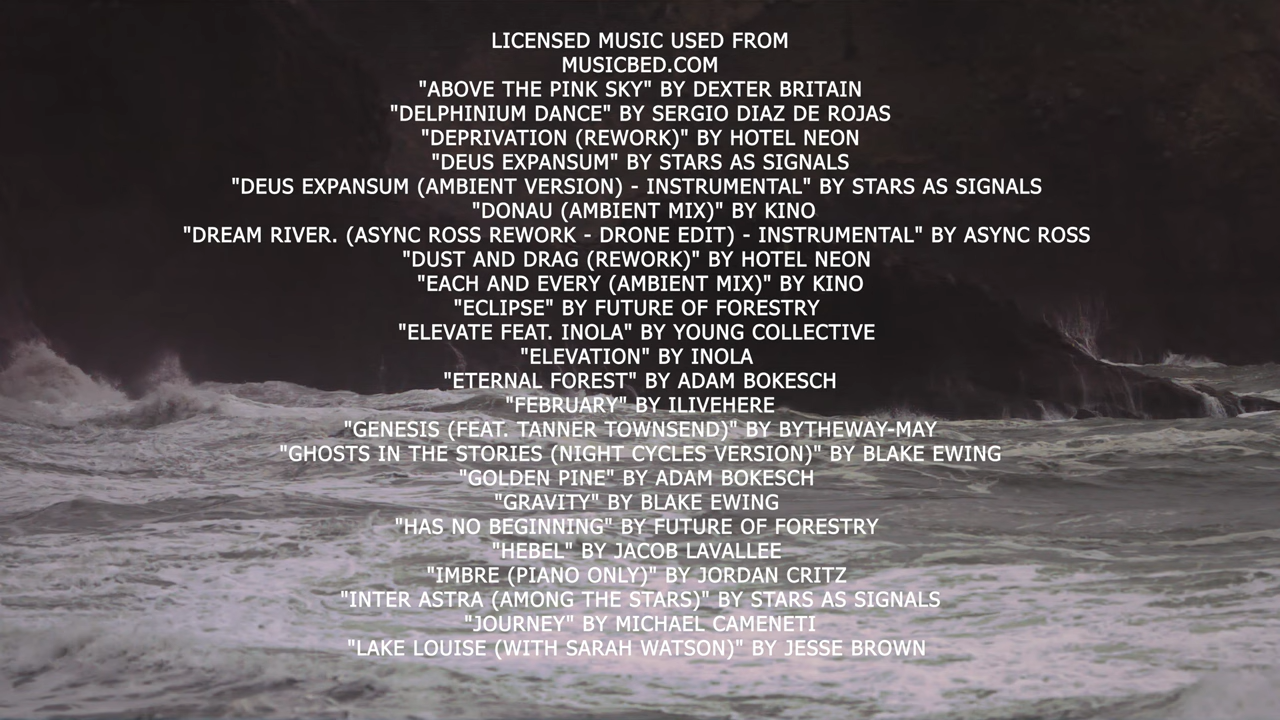 LICENSED MUSIC USED FROM
MUSICBED.COM
"ABOVE THE PINK SKY" BY DEXTER BRITAIN
"DELPHINIUM DANCE" BY SERGIO DIAZ DE ROJAS
"DEPRIVATION (REWORK)" BY HOTEL NEON
"DEUS EXPANSUM" BY STARS AS SIGNALS
"DEUS EXPANSUM (AMBIENT VERSION) - INSTRUMENTAL" BY STARS AS SIGNALS
"DONAU (AMBIENT MIX)" BY KINO
"DREAM RIVER. (ASYNC ROSS REWORK - DRONE EDIT) - INSTRUMENTAL" BY ASYNC ROSS
"DUST AND DRAG (REWORK)" BY HOTEL NEON
"EACH AND EVERY (AMBIENT MIX)" BY KINO
"ECLIPSE" BY FUTURE OF FORESTRY
"ELEVATE FEAT. INOLA" BY YOUNG COLLECTIVE
"ELEVATION" BY INOLA
"ETERNAL FOREST" BY ADAM BOKESCH
"FEBRUARY" BY ILIVEHERE
"GENESIS (FEAT. TANNER TOWNSEND)" BY BYTHEWAY-MAY
"GHOSTS IN THE STORIES (NIGHT CYCLES VERSION)" BY BLAKE EWING
"GOLDEN PINE" BY ADAM BOKESCH
"GRAVITY" BY BLAKE EWING
"HAS NO BEGINNING" BY FUTURE OF FORESTRY
"HEBEL" BY JACOB LAVALLEE
"IMBRE (PIANO ONLY)" BY JORDAN CRITZ
"INTER ASTRA (AMONG THE STARS)" BY STARS AS SIGNALS
"JOURNEY" BY MICHAEL CAMENETI
"LAKE LOUISE (WITH SARAH WATSON)" BY JESSE BROWN